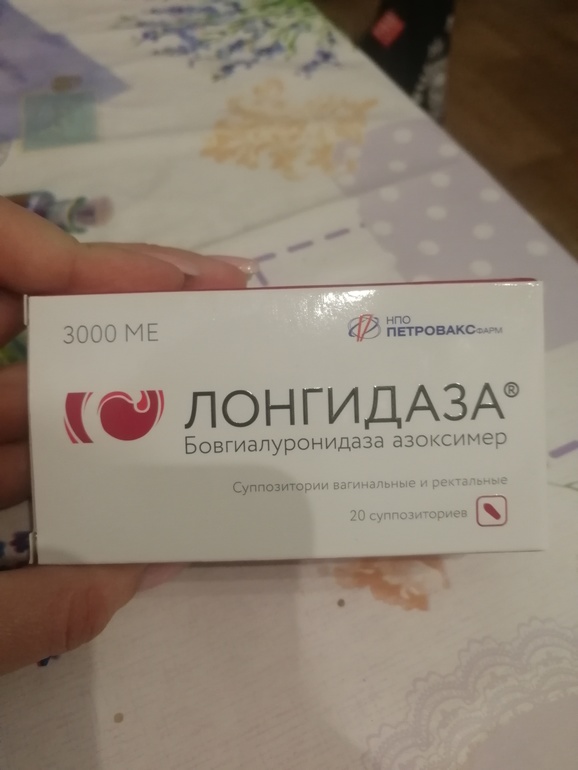 3000 МЕ
НПО
ПЕТРОВАКС ФАРМ
ЛОНГИДАЗА®
Бовгиалуронидаза азоксимер
Суппозитории вагинальные и ректальные
20 суппозиториев